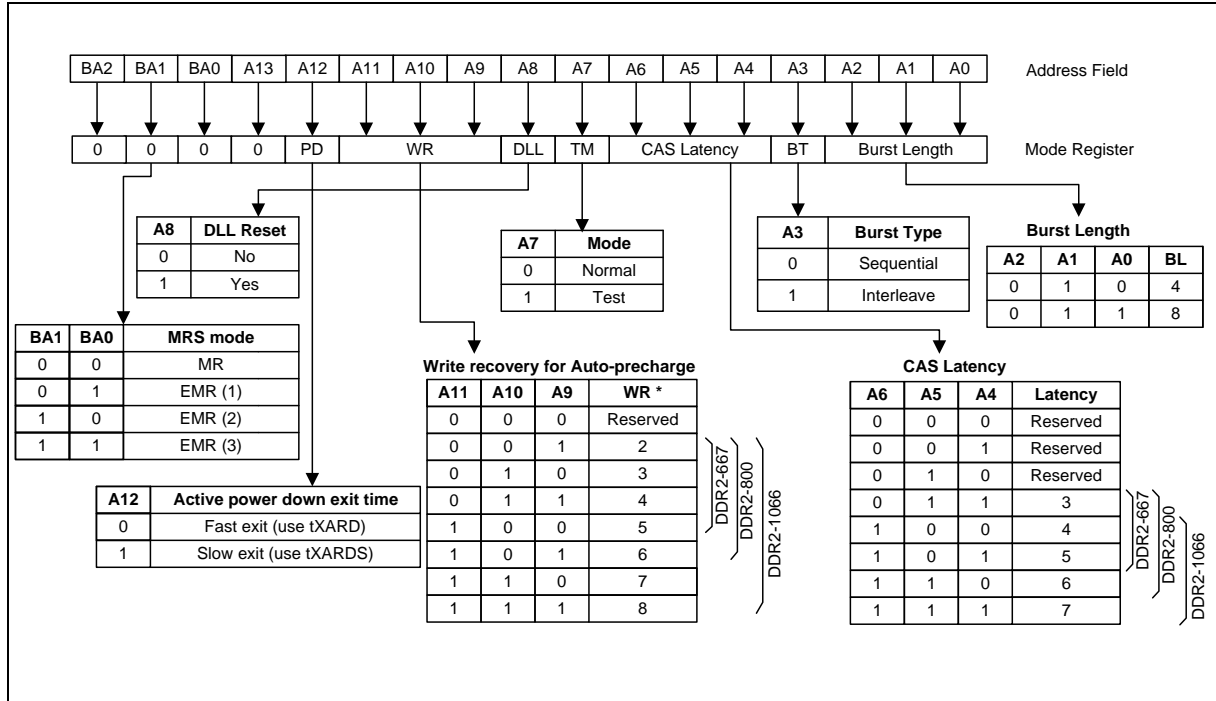 BA2 BA1 BA0 A13 A12 A11 A10 A9 A8 A7 A6 A5 A4 A3 A2 A1 A0 Address Field
0 0 0 0 PD WR DLL TM CAS Latency BT Burst Length Mode Register
A8 DLL Reset
0 No
1 Yes
A7 Mode
0 Normal
1 Test
A3 Burst Type
0 Sequential
1 Interleave
Burst Length
A2 A1 A0 BL
0 1 0 4
0 1 1 8
BA1 BA0 MRS mode
0 0 MR
0 1 EMR (1)
1 0 EMR (2)
1 1 EMR (3)
A12 Active power down exit time
0 Fast exit (use tXARD)
1 Slow exit (use tXARDS)
Write recovery for Auto-precharge
A11 A10 A9 WR *
0 0 0 Reserved
0 0 1 2
0 1 0 3
0 1 1 4
1 0 0 5
1 0 1 6
1 1 0 7
1 1 1 8
DDR2-667
DDR2-800
DDR2-1066
CAS Latency
A6 A5 A4 Latency
0 0 0 Reserved
0 0 1 Reserved
0 1 0 Reserved
0 1 1 3
1 0 0 4
1 0 1 5
1 1 0 6
1 1 1 7
DDR2-667
DDR2-800
DDR2-1066